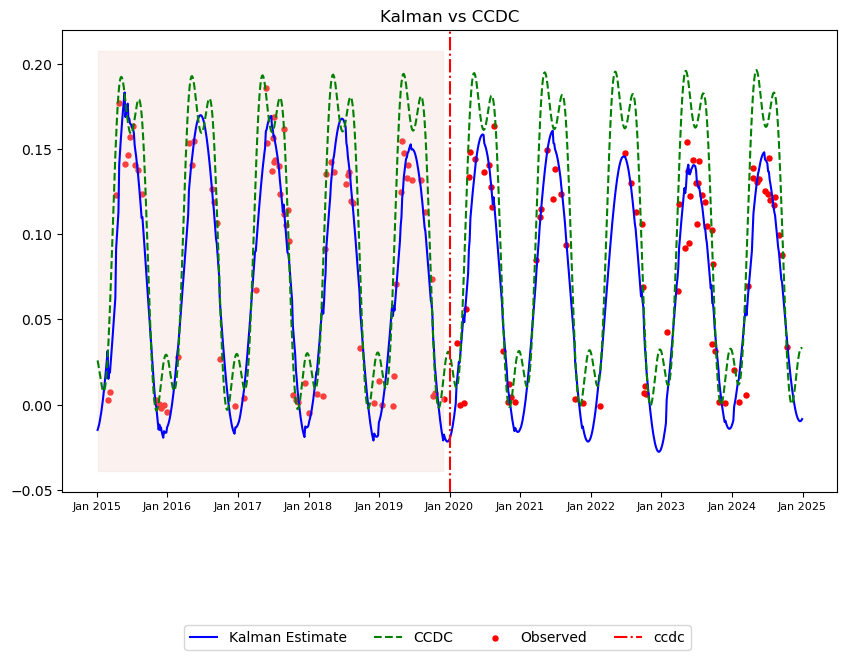 Kalman vs CCDC
0.20
0.15
0.10
0.05
0.00
−0.05
Jan 2015 Jan 2016 Jan 2017 Jan 2018 Jan 2019 Jan 2020 Jan 2021 Jan 2022 Jan 2023 Jan 2024 Jan 2025
Kalman Estimate CCDC Observed ccdc